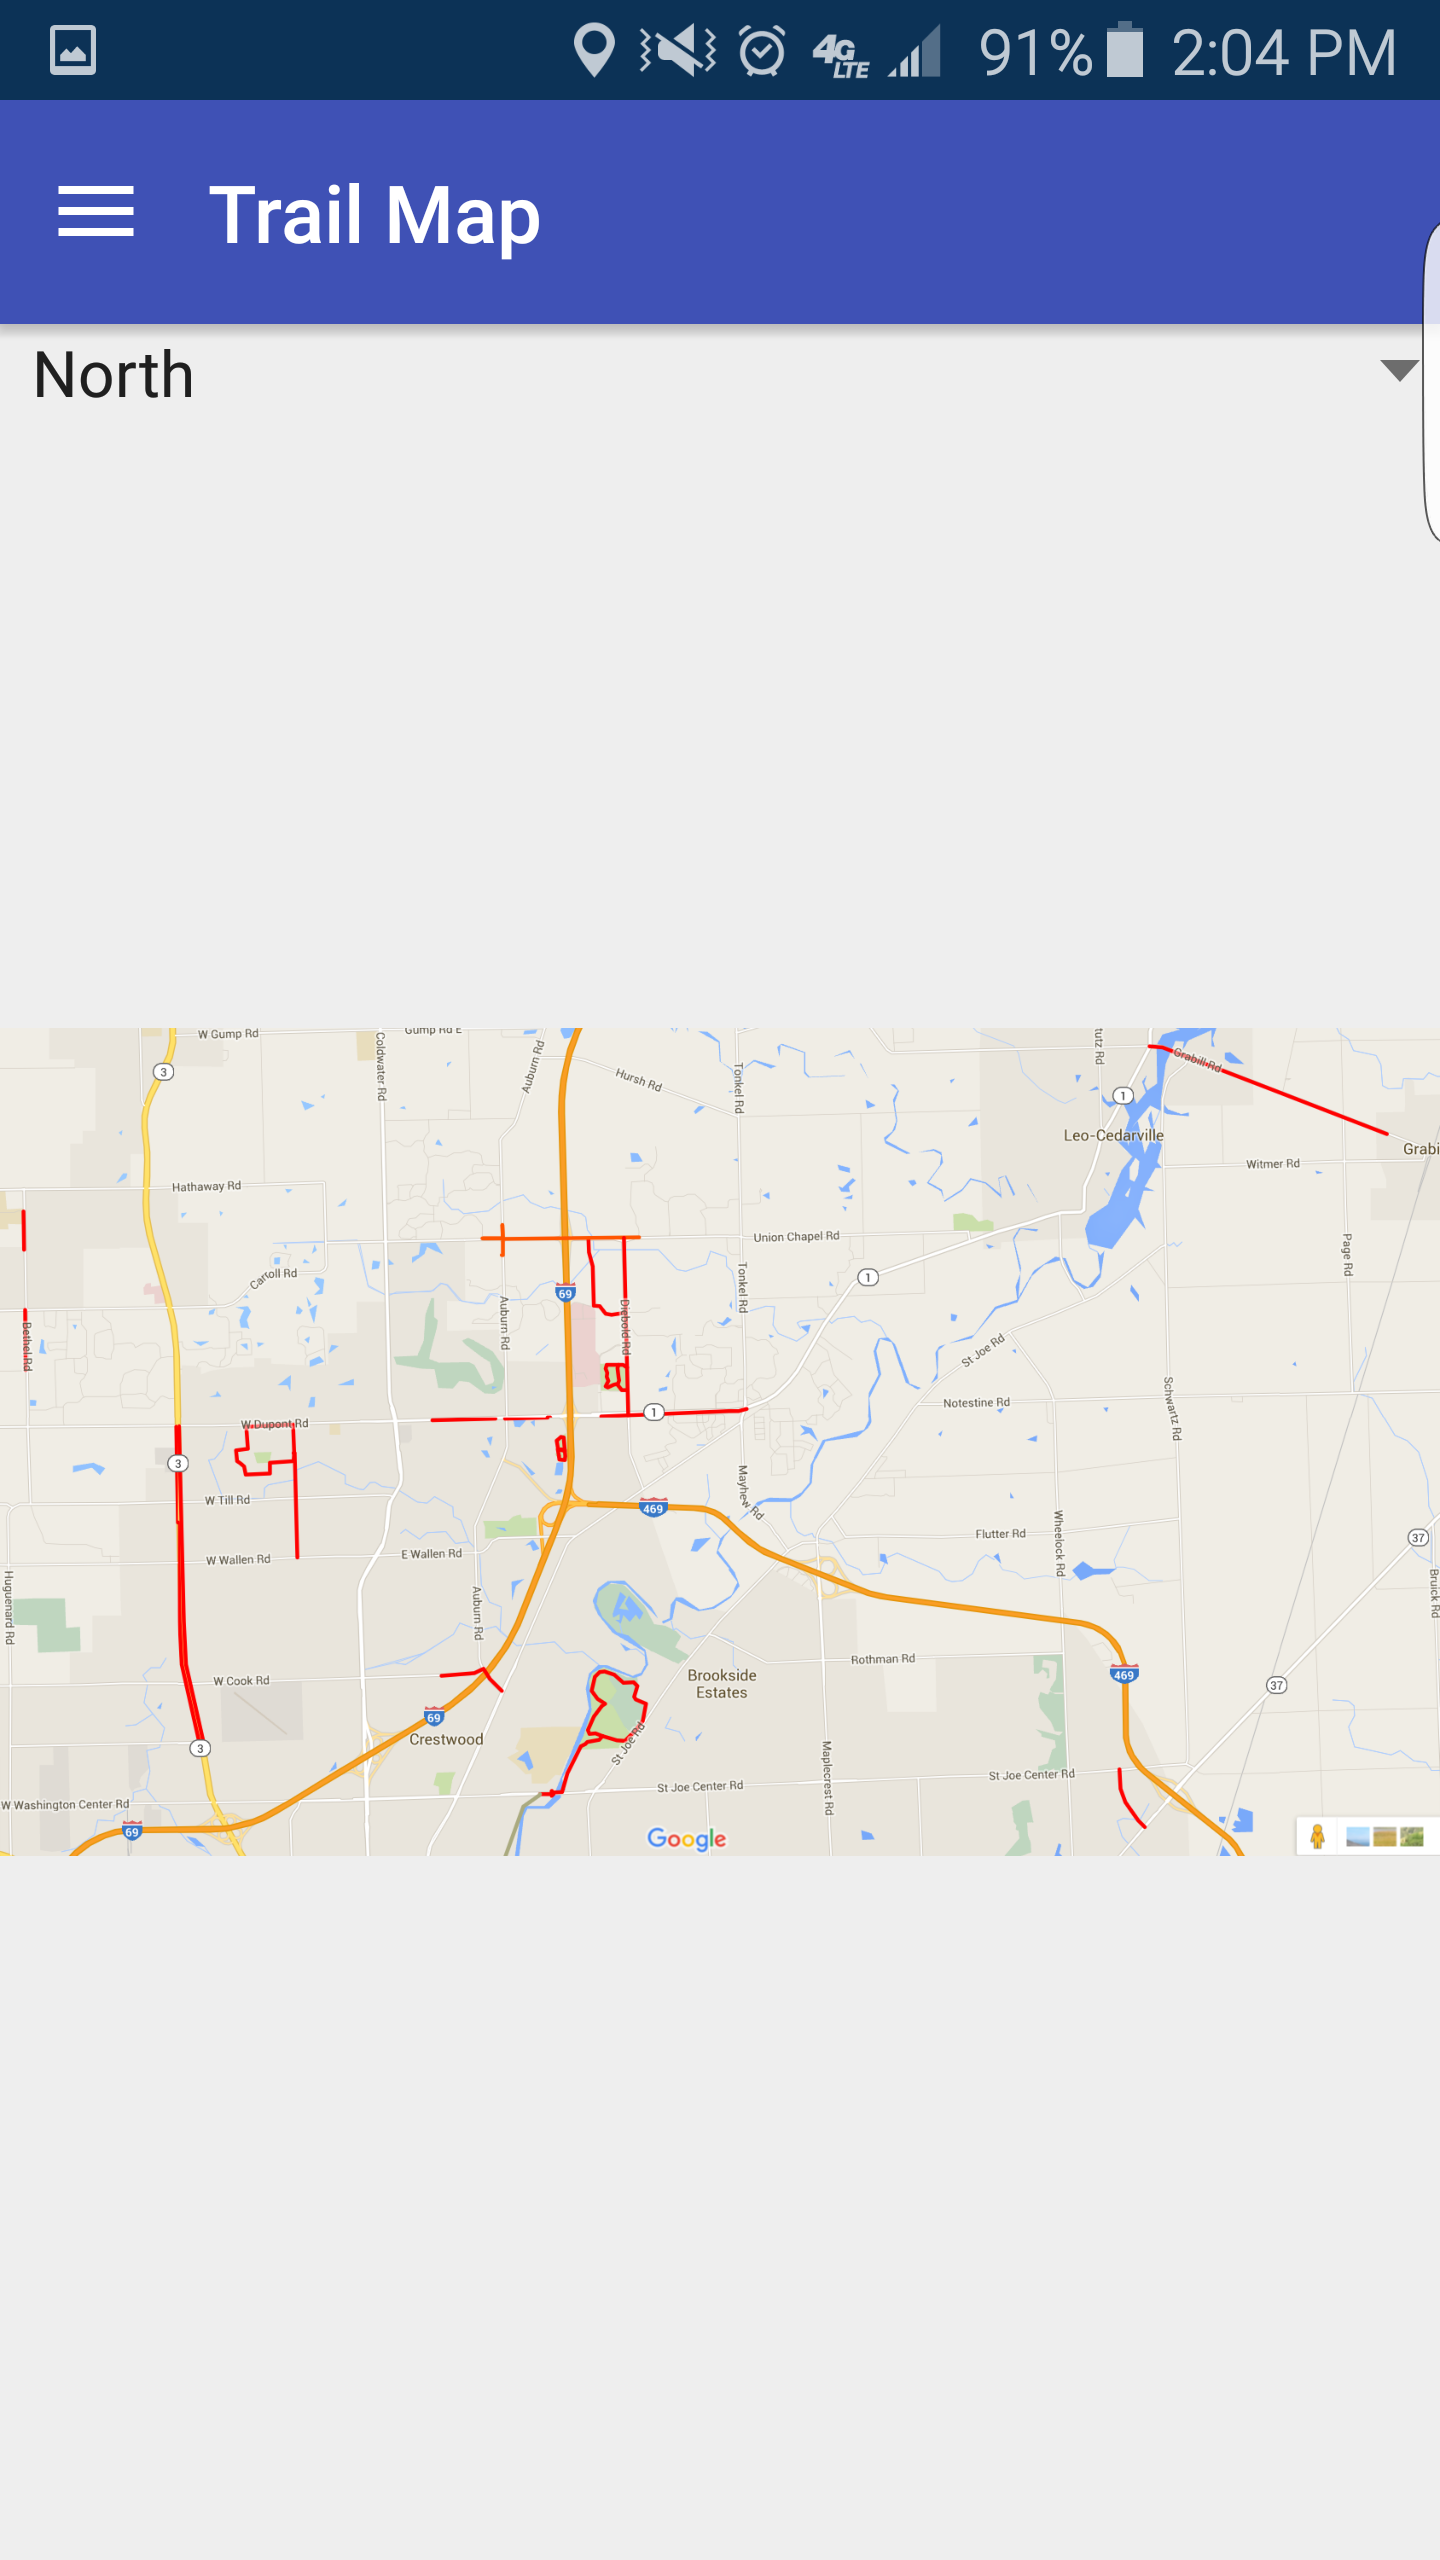 4G LTE 91% 2:04 PM
Trail Map
North
W Gump Rd
Gump Rd E
Coldwater Rd
Auburn Rd
Hursh Rd
Tonkel Rd
utz Rd
Grabill Rd
3
1
Leo-Cedarville
Grabi
Witmer Rd
Hathaway Rd
Union Chapel Rd
Page Rd
Carroll Rd
69
Tonkel Rd
1
Bethel Rd
Auburn Rd
Diebold Rd
St Joe Rd
Schwartz Rd
Notestine Rd
W Dupont Rd
1
3
Mayhew Rd
W Till Rd
469
Wheelock Rd
Flutter Rd
37
W Wallen Rd
E Wallen Rd
Huguenard Rd
Auburn Rd
Bruick Rd
Rothman Rd
W Cook Rd
Brookside
Estates
469
37
69
Crestwood
3
St Joe Rd
Maplecrest Rd
St Joe Center Rd
St Joe Center Rd
W Washington Center Rd
69
Google